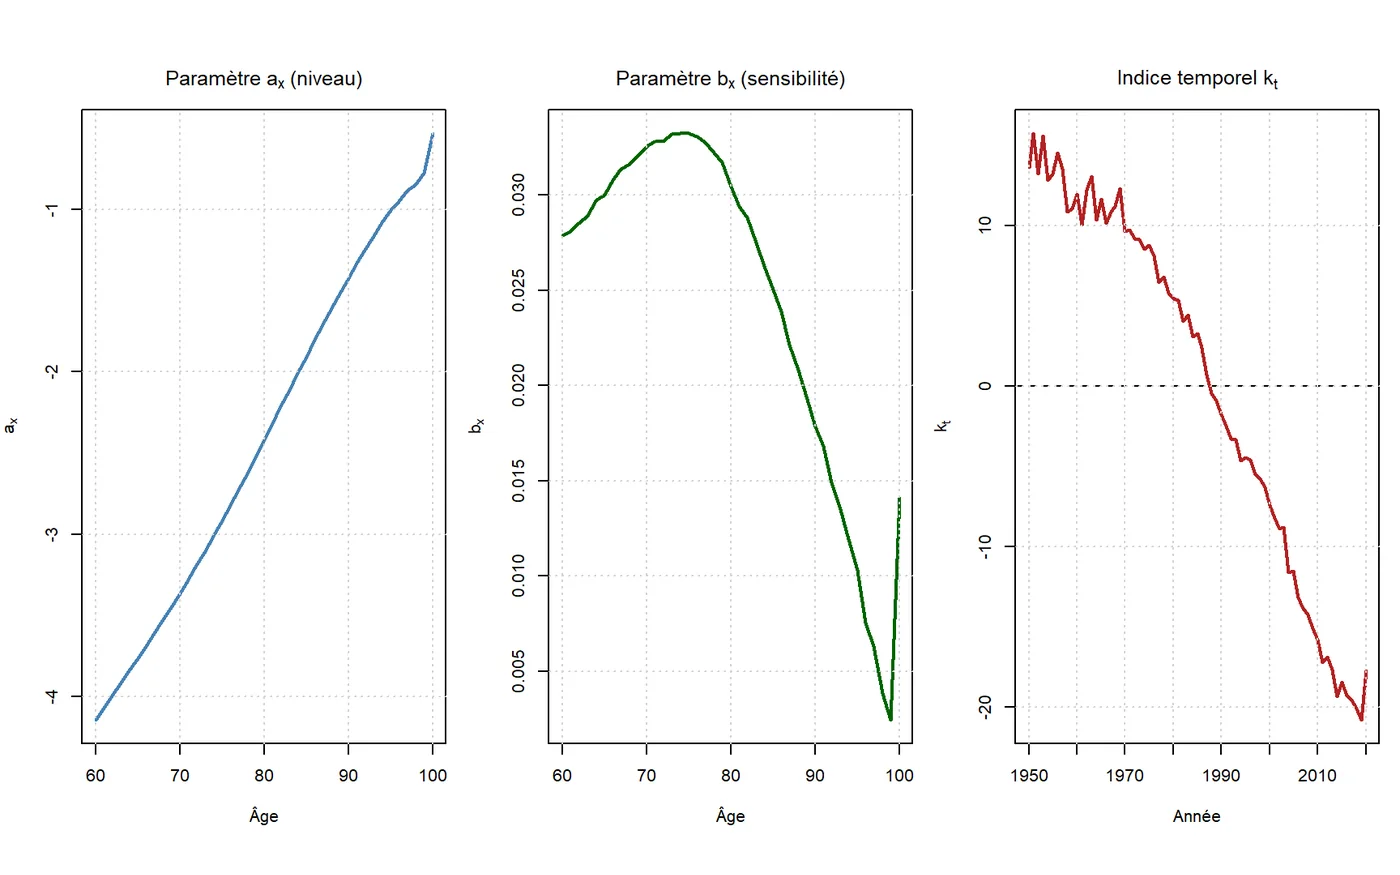 Paramètre ax (niveau)
-1
-2
-3
-4
ax
60 70 80 90 100
Âge
Paramètre bx (sensibilité)
0.030
0.025
0.020
0.015
0.010
0.005
bx
60 70 80 90 100
Âge
Indice temporel kt
10
0
-10
-20
kt
1950 1970 1990 2010
Année